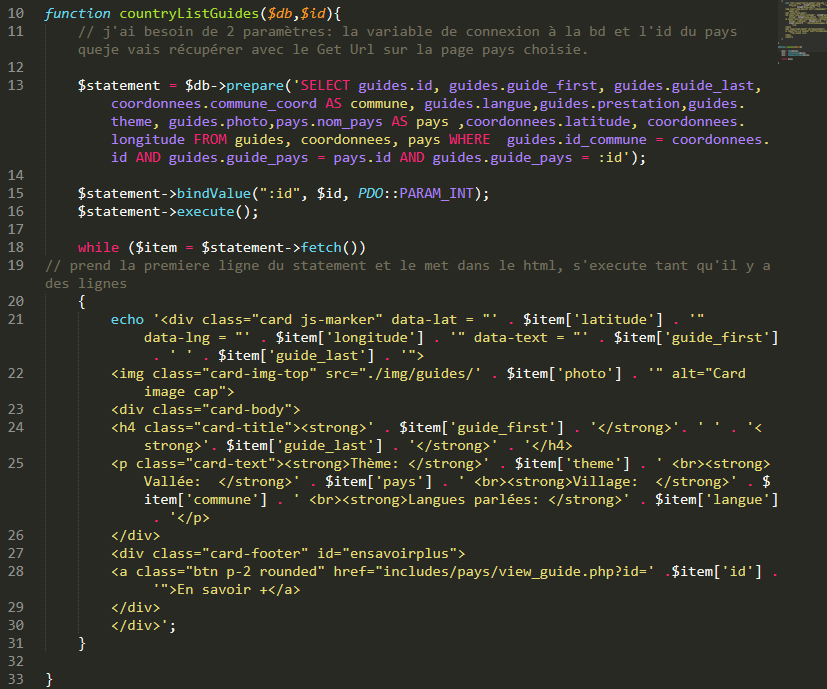 10 function countryListGuides($db,$id){
11 // j'ai besoin de 2 paramètres: la variable de connexion à la bd et l'id du pays
queje vais récupérer avec le Get Url sur la page pays choisie.
12
13 $statement = $db->prepare('SELECT guides.id, guides.guide_first, guides.guide_last,
coordonnees.commune_coord AS commune, guides.langue,guides.prestation,guides.
theme, guides.photo,pays.nom_pays AS pays ,coordonnees.latitude, coordonnees.
longitude FROM guides, coordonnees, pays WHERE  guides.id_commune = coordonnees.
id AND guides.guide_pays = pays.id AND guides.guide_pays = :id');
14
15 $statement->bindValue(":id", $id, PDO::PARAM_INT);
16 $statement->execute();
17
18 while ($item = $statement->fetch())
19 // prend la premiere ligne du statement et le met dans le html, s'execute tant qu'il y a
des lignes
20 {
21 echo '<div class="card js-marker" data-lat = "' . $item['latitude'] . '"
data-lng = "' . $item['longitude'] . '" data-text = "' . $item['guide_first']
. ' ' . $item['guide_last'] . '">
22 <img class="card-img-top" src="./img/guides/' . $item['photo'] . '" alt="Card
image cap">
23 <div class="card-body">
24 <h4 class="card-title"><strong>' . $item['guide_first'] . '</strong>'. ' ' . '<
strong>'. $item['guide_last'] . '</strong>' . '</h4>
25 <p class="card-text"><strong>Thème: </strong>' . $item['theme'] . ' <br><strong>
Vallée:  </strong>' . $item['pays'] . ' <br><strong>Village:  </strong>' . $
item['commune'] . ' <br><strong>Langues parlées: </strong>' . $item['langue']
. '</p>
26 </div>
27 <div class="card-footer" id="ensavoirplus">
28 <a class="btn p-2 rounded" href="includes/pays/view_guide.php?id=' .$item['id'] .
'">En savoir +</a>
29 </div>
30 </div>';
31 }
32
33 }